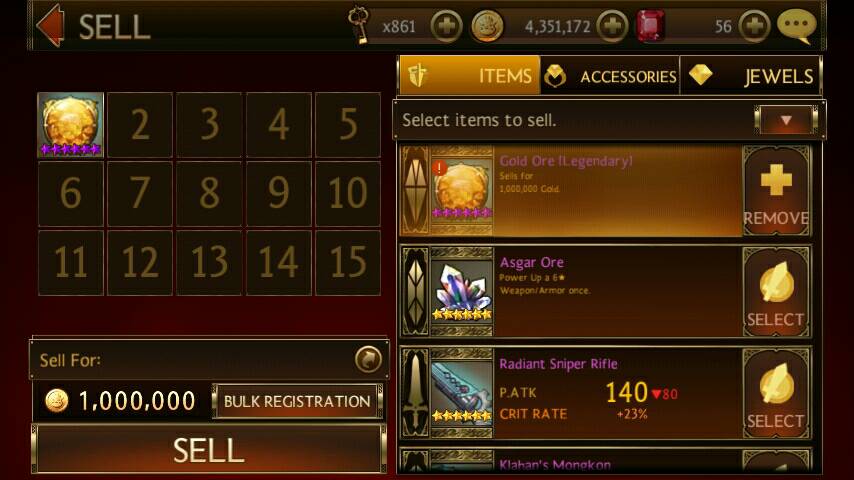 SELL
x861
4,351,172
56
ITEMS
ACCESSORIES
JEWELS
Select items to sell.
2
3
4
5
6
7
8
9
10
11
12
13
14
15
Gold Ore [Legendary]
Sells for
1,000,000 Gold.
REMOVE
Asgar Ore
Power Up a 6★
Weapon/Armor once.
SELECT
Radiant Sniper Rifle
P.ATK 140 ▼80
CRIT RATE +23%
SELECT
Klahan's Mongkon
Sell For:
1,000,000
BULK REGISTRATION
SELL